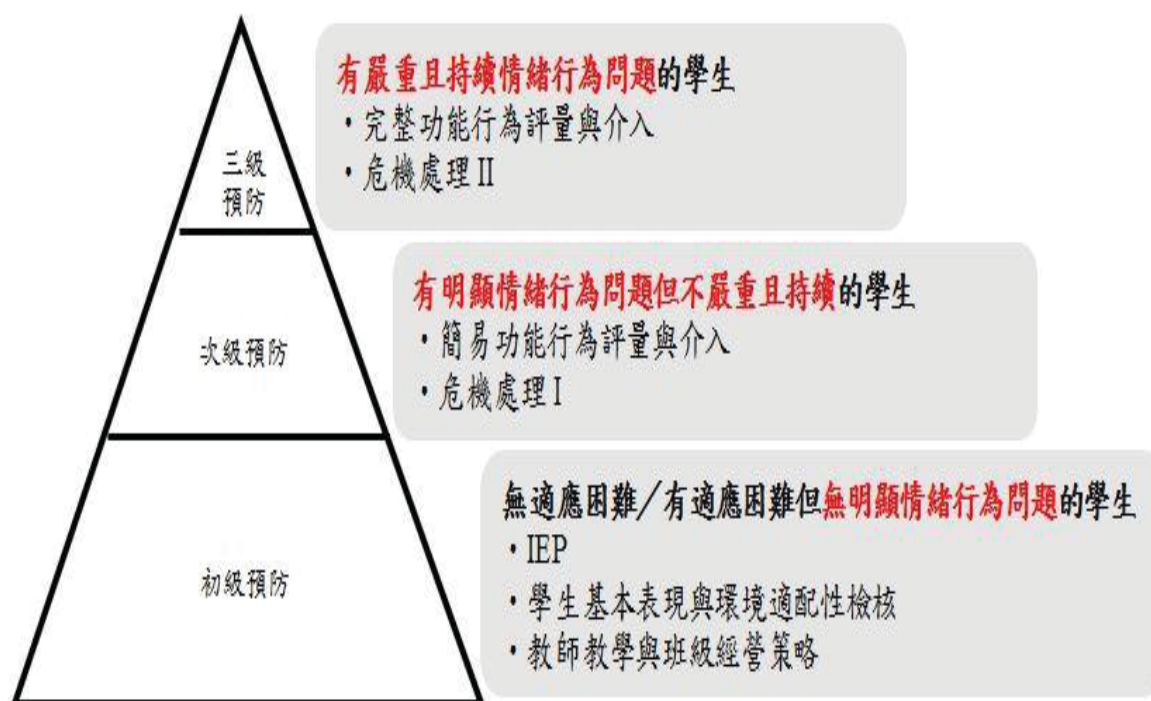 有嚴重且持續情緒行為問題的學生
・完整功能行為評量與介入
・危機處理 II
三級
預防
有明顯情緒行為問題但不嚴重且持續的學生
・簡易功能行為評量與介入
・危機處理 I
次級預防
無適應困難/有適應困難但無明顯情緒行為問題的學生
・IEP
・學生基本表現與環境適配性檢核
・教師教學與班級經營策略
初級預防